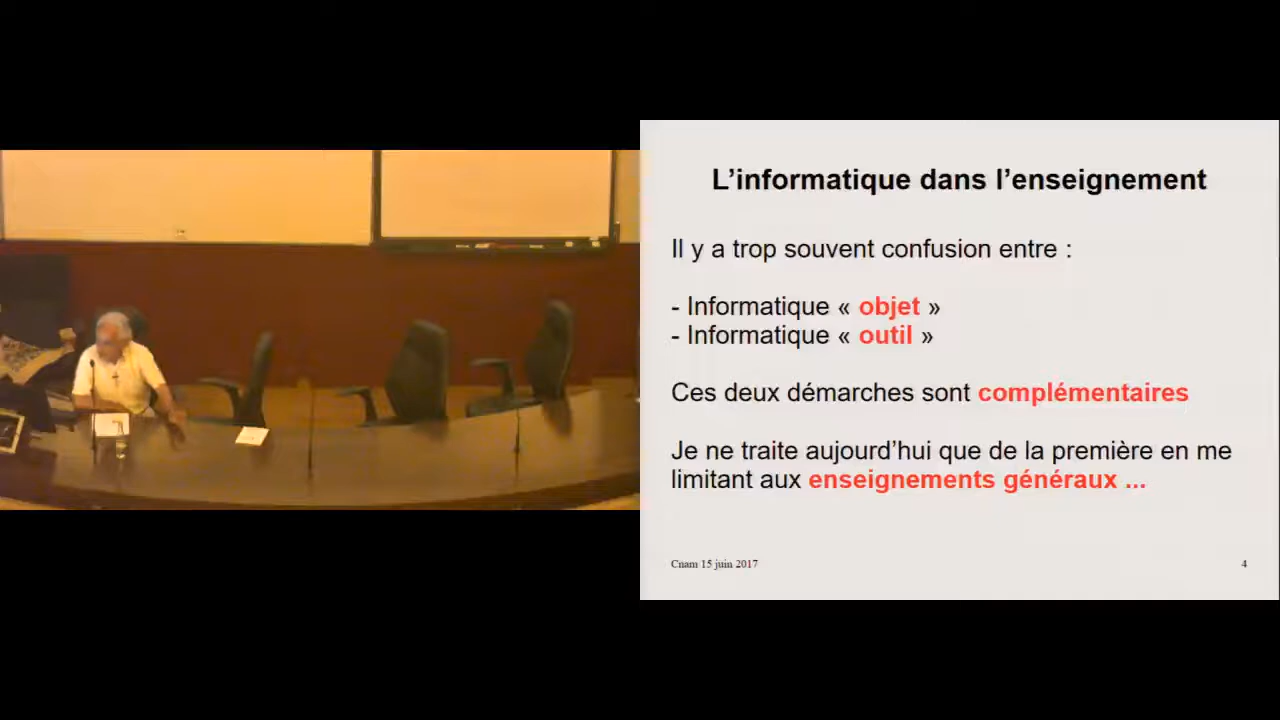 L’informatique dans l’enseignement
Il y a trop souvent confusion entre :
- Informatique « objet »
- Informatique « outil »
Ces deux démarches sont complémentaires
Je ne traite aujourd’hui que de la première en me
limitant aux enseignements généraux ...
Cnam 15 juin 2017
4